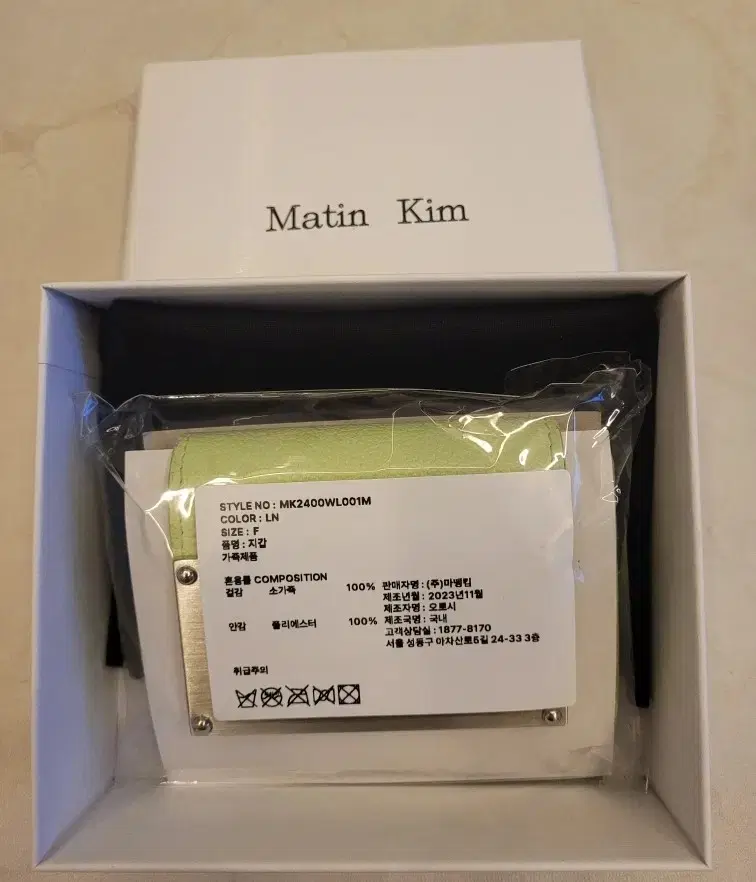 Matin Kim
STYLE NO : MK2400WL001M
COLOR : LN
SIZE : F
품명 : 지갑
가죽제품
혼용률 COMPOSITION
겉감 소가죽 100%
안감 폴리에스터 100%
취급주의
판매자명 : (주)마뗑킴
제조년월 : 2023년11월
제조자명 : 오로시
제조국명 : 국내
고객상담실 : 1877-8170
서울 성동구 아차산로5길 24-33 3층